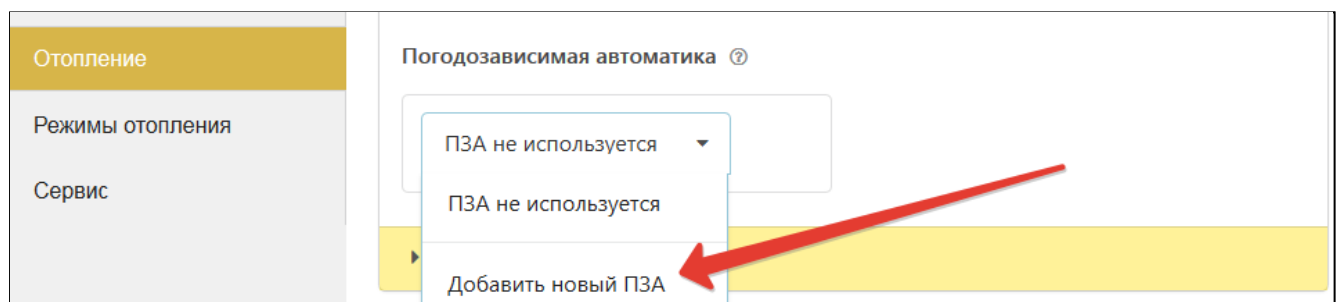 Отопление
Режимы отопления
Сервис
Погодозависимая автоматика ?
ПЗА не используется
ПЗА не используется
Добавить новый ПЗА